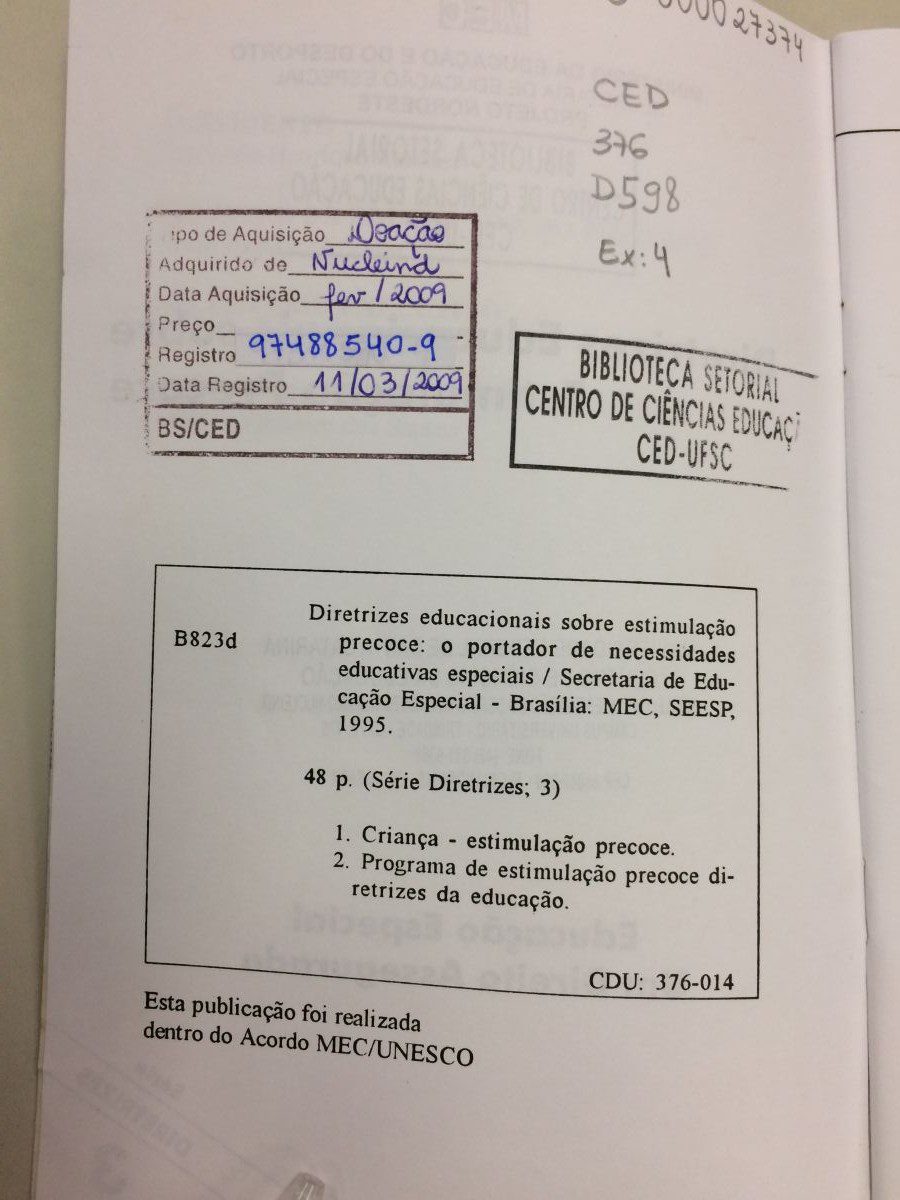 000027374
CED
376
D598
Ex: 4
ipo de Aquisição Doação
Adquirido de Nucleind
Data Aquisição fev/2009
Preço
Registro 97488540-9
Data Registro 11/03/2009
BS/CED
BIBLIOTECA SETORIAL
CENTRO DE CIÊNCIAS EDUCAÇ
CED-UFSC
B823d
Diretrizes educacionais sobre estimulação
precoce: o portador de necessidades
educativas especiais / Secretaria de Edu-
cação Especial - Brasília: MEC, SEESP,
1995.
48 p. (Série Diretrizes; 3)
1. Criança - estimulação precoce.
2. Programa de estimulação precoce di-
retrizes da educação.
CDU: 376-014
Esta publicação foi realizada
dentro do Acordo MEC/UNESCO